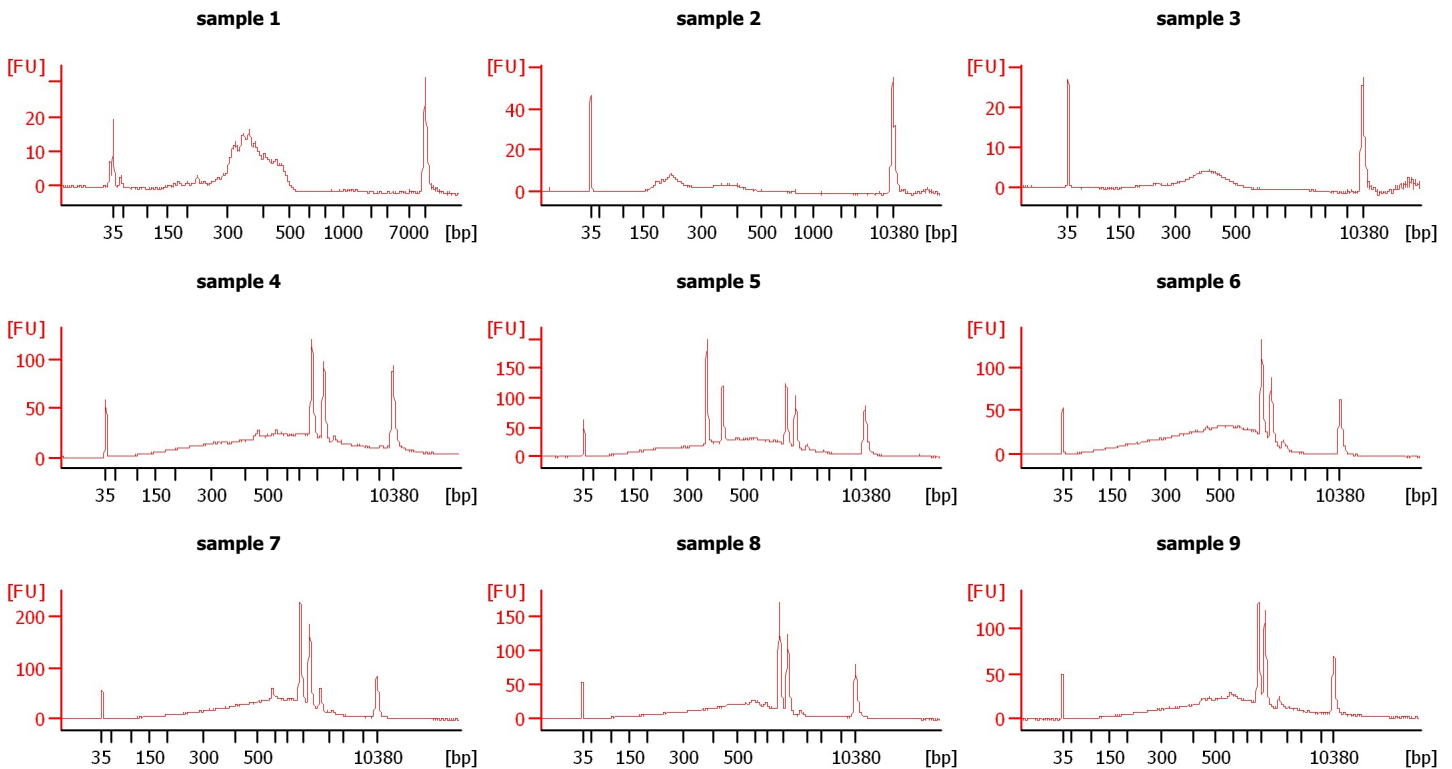 sample 1 sample 2 sample 3
[FU] [FU] [FU]
20 40 20
10 20 10
0 0 0
35 150 300 500 1000 7000 [bp] 35 150 300 500 1000 10380 [bp] 35 150 300 500 10380 [bp]
sample 4 sample 5 sample 6
[FU] [FU] [FU]
100 150 100
50 100 50
0 50 0
0
35 150 300 500 10380 [bp] 35 150 300 500 10380 [bp] 35 150 300 500 10380 [bp]
sample 7 sample 8 sample 9
[FU] [FU] [FU]
200 150 100
100 100 50
0 50 0
0
35 150 300 500 10380 [bp] 35 150 300 500 10380 [bp] 35 150 300 500 10380 [bp]